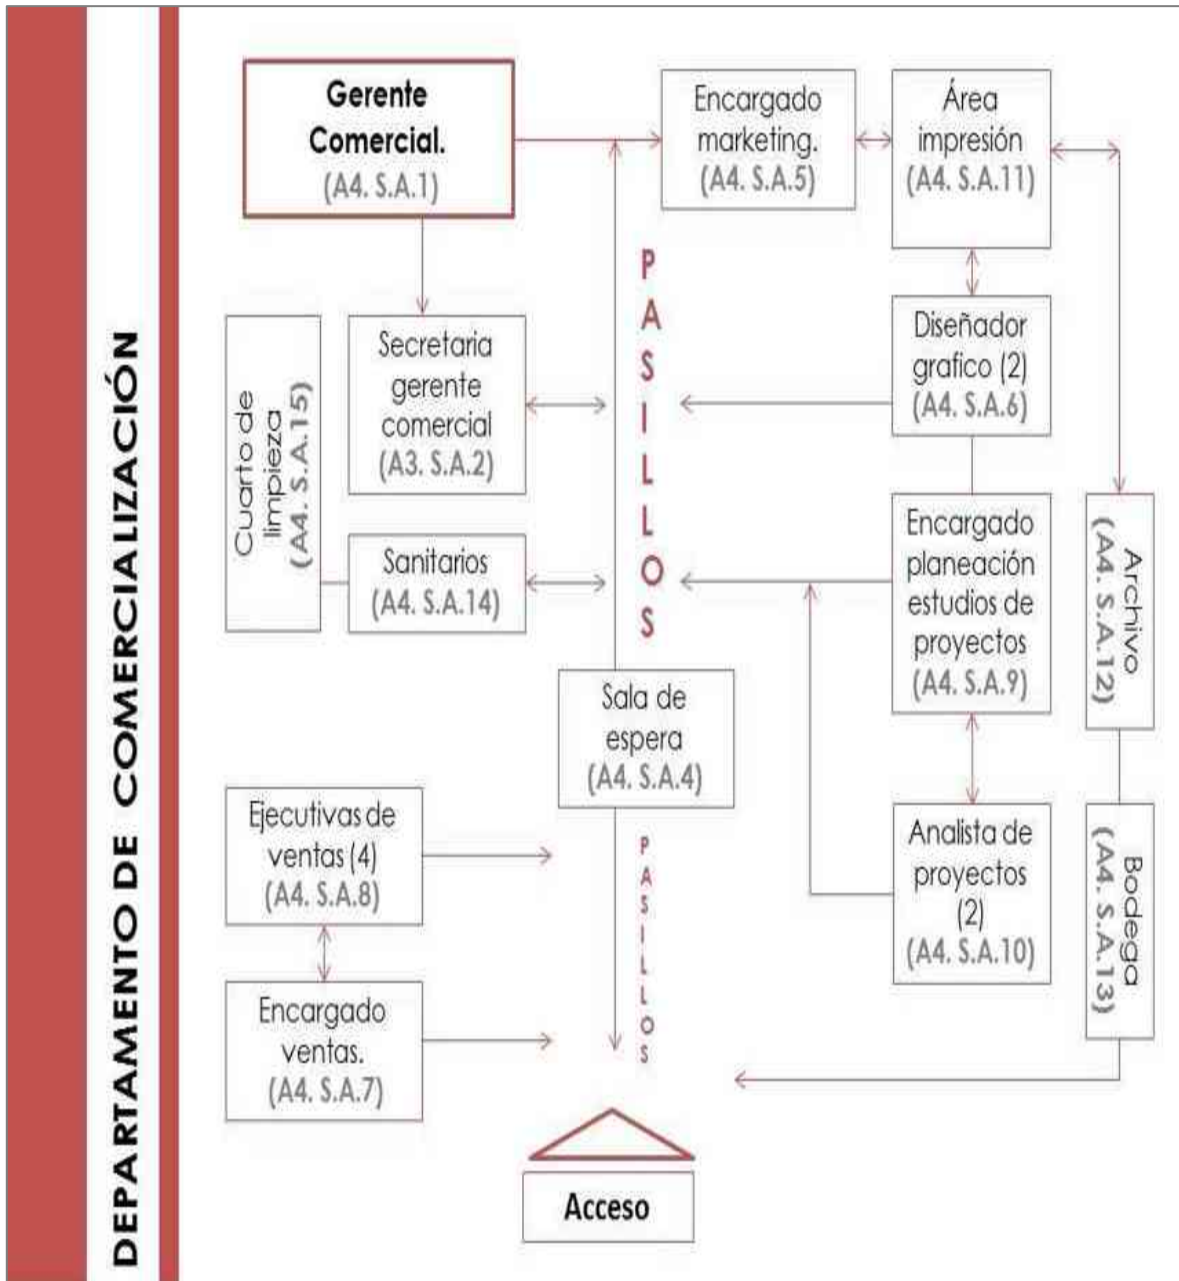 DEPARTAMENTO DE COMERCIALIZACIÓN
Gerente
Comercial.
(A4. S.A.1)
Encargado
marketing.
(A4. S.A.5)
Área
impresión
(A4. S.A.11)
Secretaria
gerente
comercial
(A3. S.A.2)
Cuarto de
limpieza
(A4. S.A.15)
Sanitarios
(A4. S.A.14)
PASILLOS
Diseñador
grafico (2)
(A4. S.A.6)
Encargado
planeación
estudios de
proyectos
(A4. S.A.9)
Archivo
(A4. S.A.12)
Sala de
espera
(A4. S.A.4)
Ejecutivas de
ventas (4)
(A4. S.A.8)
PASILLOS
Analista de
proyectos
(2)
(A4. S.A.10)
Bodega
(A4. S.A.13)
Encargado
ventas.
(A4. S.A.7)
Acceso